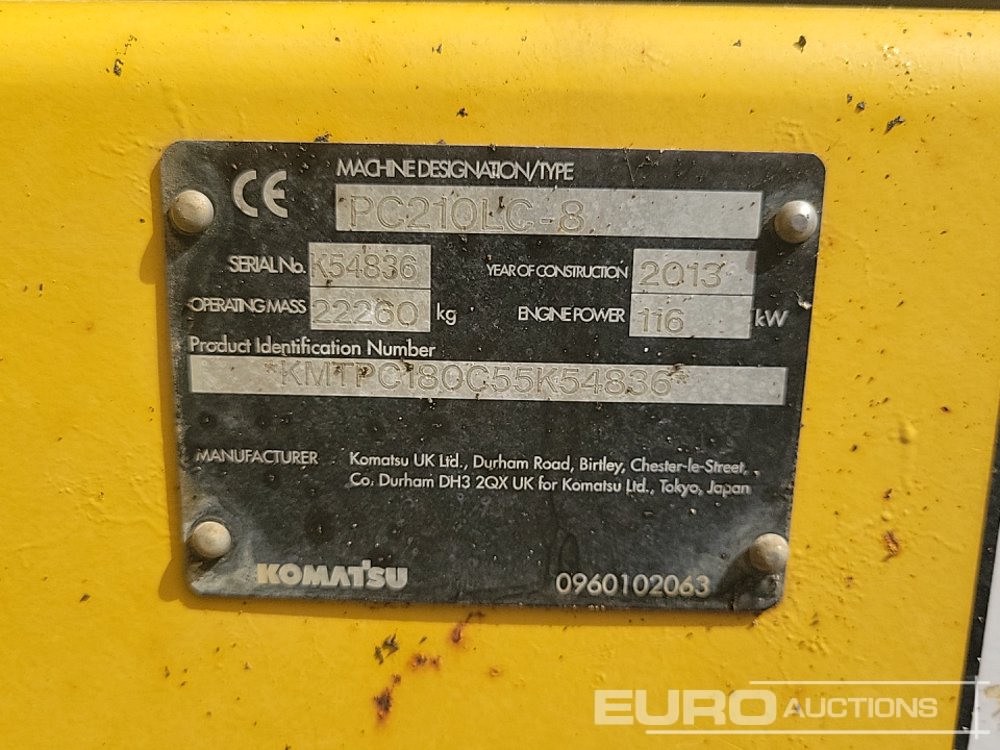 CE
MACHINE DESIGNATION/TYPE
PC210LC-8
SERIAL No. K54836 YEAR OF CONSTRUCTION 2013
OPERATING MASS 22260 kg ENGINE POWER 116 kW
Product Identification Number
*KMTPC180C55K54836*
MANUFACTURER Komatsu UK Ltd., Durham Road, Birtley, Chester-le-Street,
Co. Durham DH3 2QX UK for Komatsu Ltd., Tokyo, Japan
KOMATSU 0960102063
EURO AUCTIONS